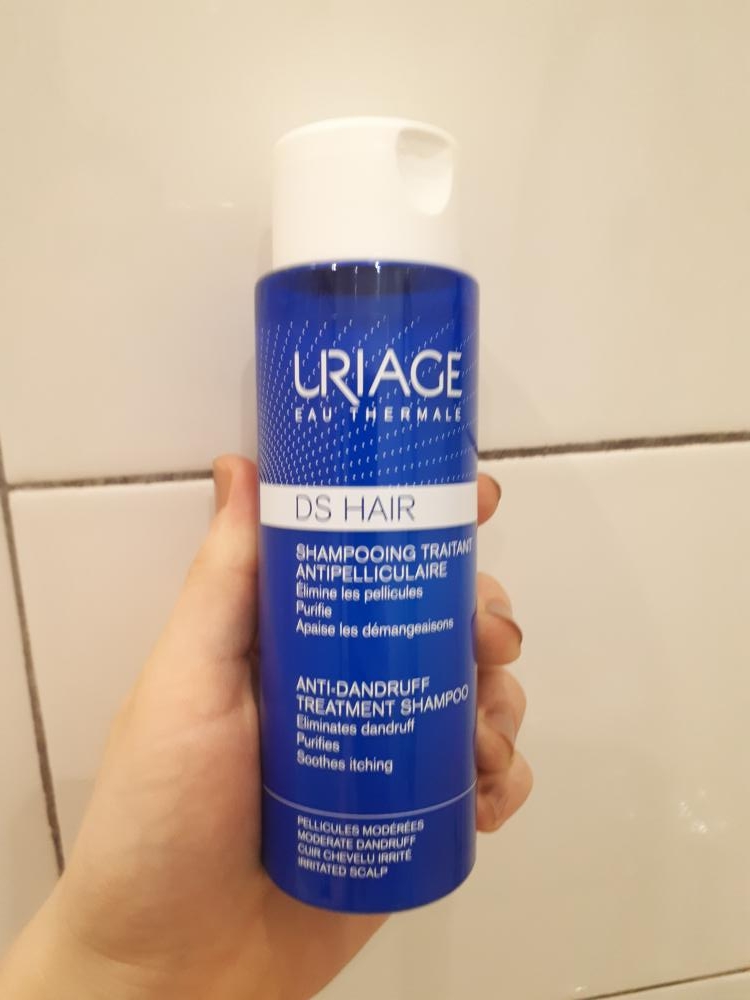 URIAGE
EAU THERMALE
DS HAIR
SHAMPOOING TRAITANT
ANTIPELLICULAIRE
Élimine les pellicules
Purifie
Apaise les démangeaisons
ANTI-DANDRUFF
TREATMENT SHAMPOO
Eliminates dandruff
Purifies
Soothes itching
PELLICULES MODÉRÉES
MODERATE DANDRUFF
CUIR CHEVELU IRRITÉ
IRRITATED SCALP